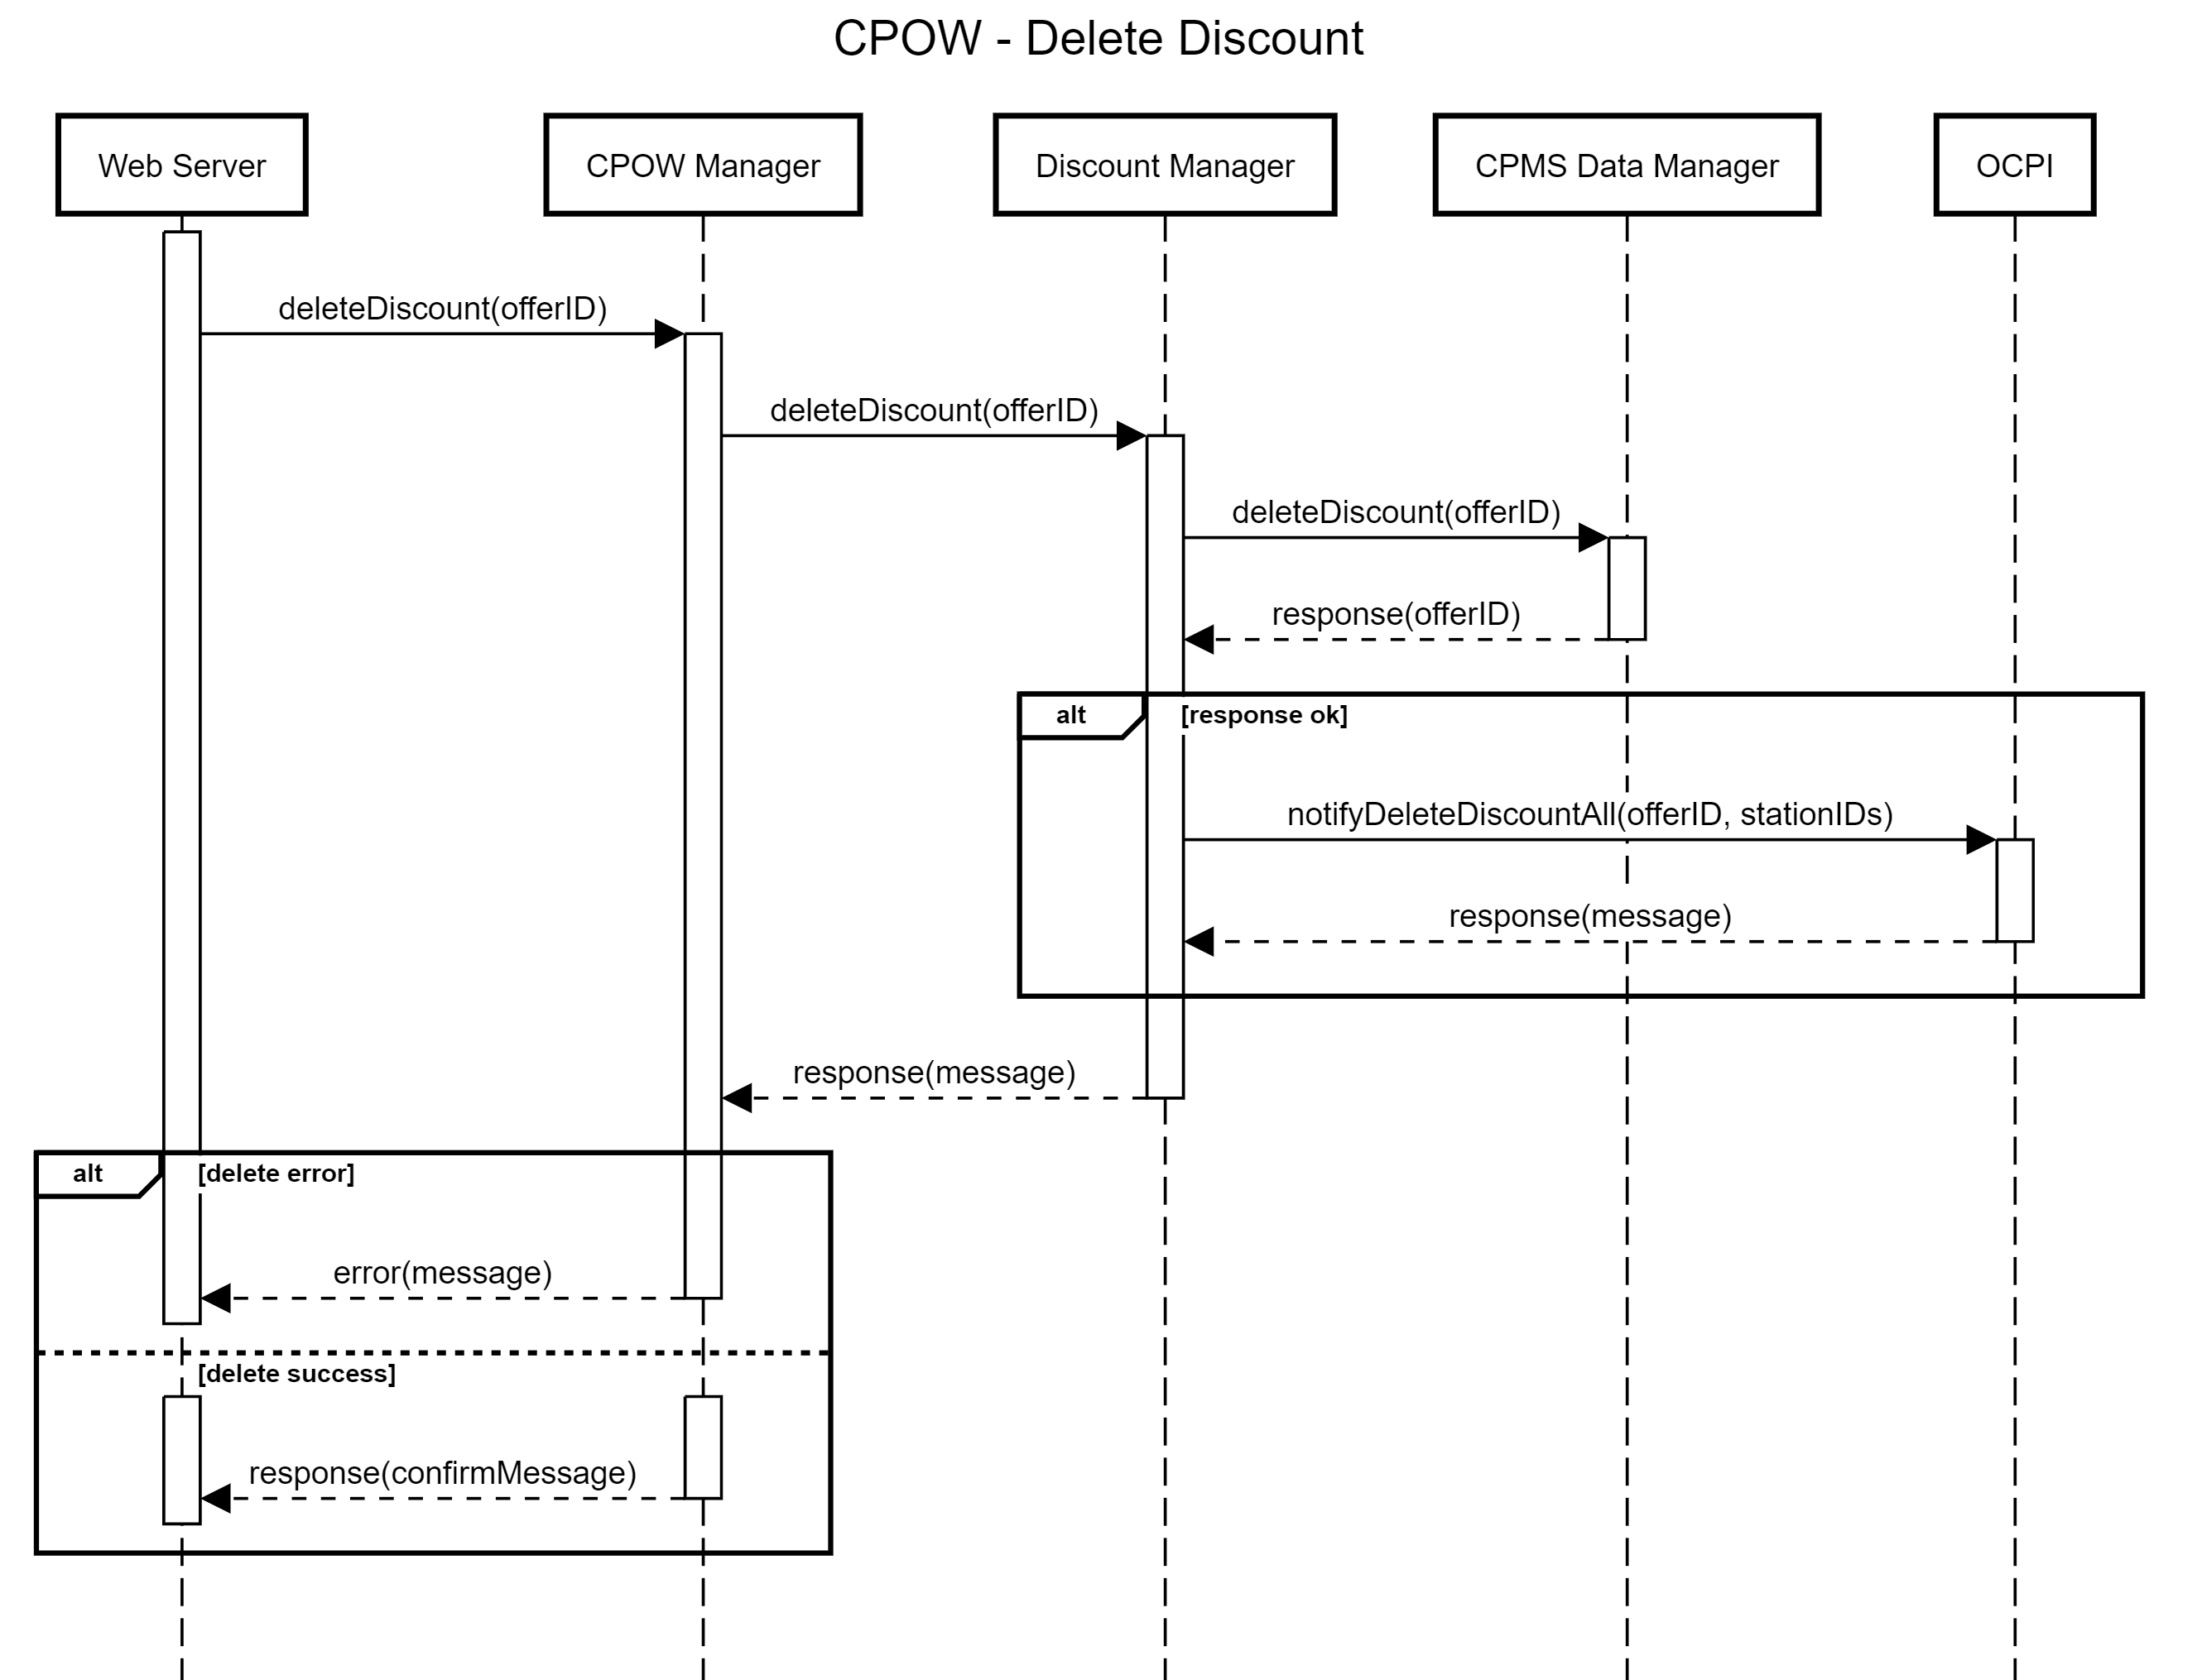 CPOW - Delete Discount
Web Server
CPOW Manager
Discount Manager
CPMS Data Manager
OCPI
deleteDiscount(offerID)
deleteDiscount(offerID)
deleteDiscount(offerID)
response(offerID)
alt
[response ok]
notifyDeleteDiscountAll(offerID, stationIDs)
response(message)
response(message)
alt
[delete error]
error(message)
[delete success]
response(confirmMessage)